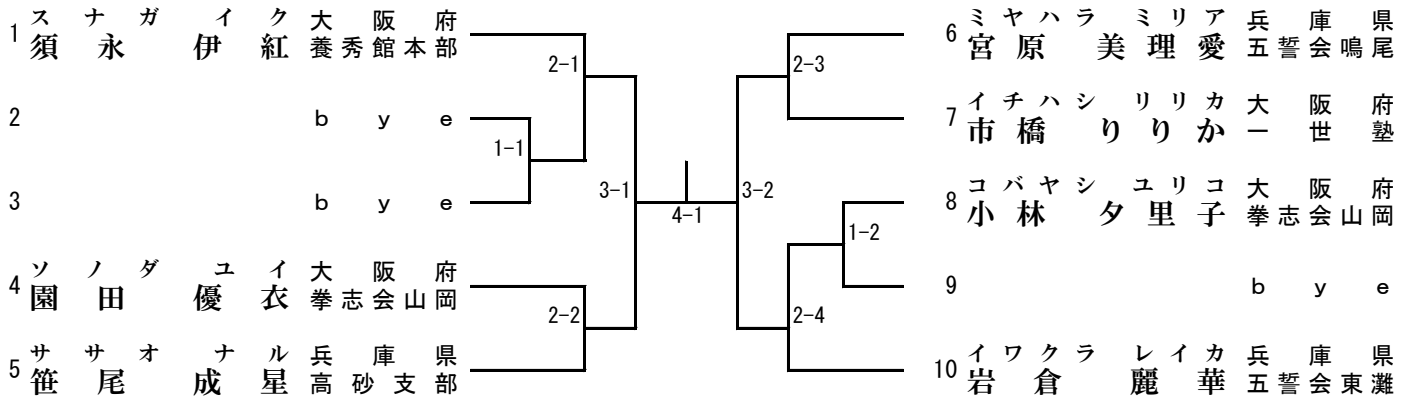 スナガ イク 大阪府
1 須永 伊紅 養秀館本部
2 bye
3 bye
ソノダ ユイ 大阪府
4 園田 優衣 拳志会山岡
ササオ ナル 兵庫県
5 笹尾 成星 高砂支部
2-1
1-1
3-1
2-2
4-1
3-2
2-3
1-2
2-4
ミヤハラ ミリア 兵庫県
6 宮原 美理愛 五誓会鳴尾
イチハシ リリカ 大阪府
7 市橋 りりか 一世塾
コバヤシ ユリコ 大阪府
8 小林 夕里子 拳志会山岡
9 bye
イワクラ レイカ 兵庫県
10 岩倉 麗華 五誓会東灘